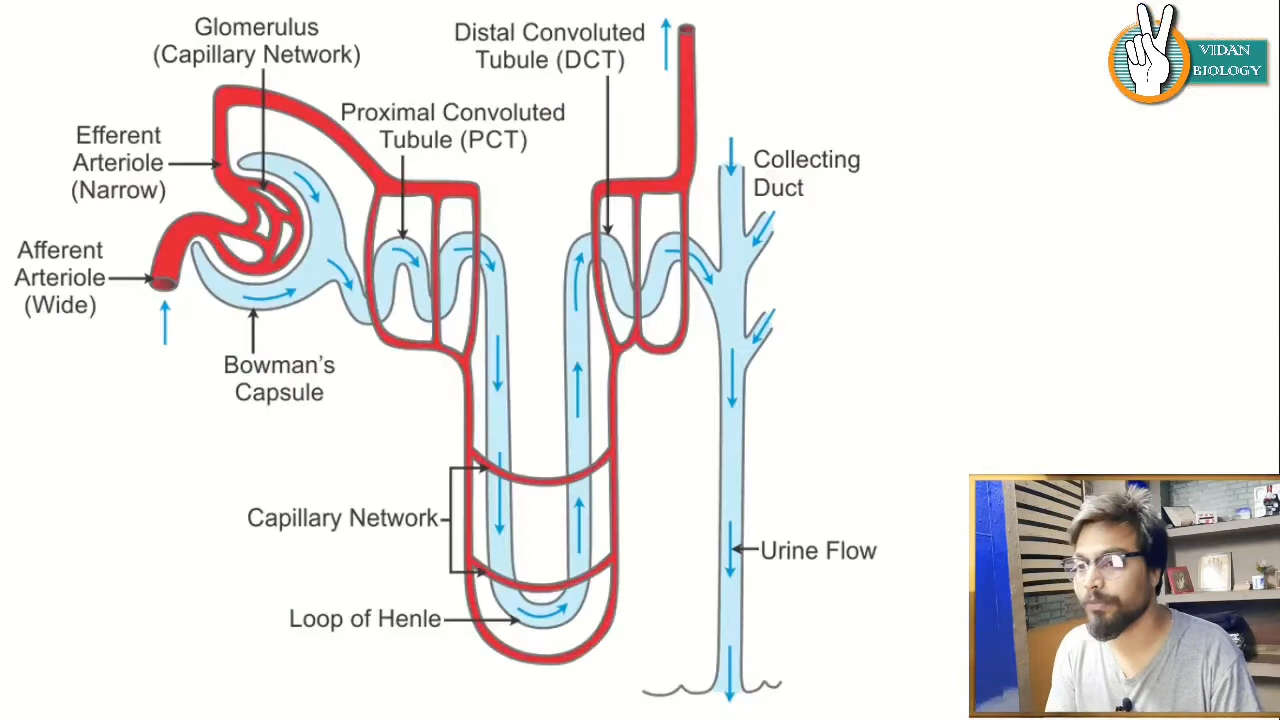 Glomerulus
(Capillary Network)
Distal Convoluted
Tubule (DCT)
VIDAN
BIOLOGY
Proximal Convoluted
Tubule (PCT)
Efferent
Arteriole
(Narrow)
Collecting
Duct
Afferent
Arteriole
(Wide)
Bowman's
Capsule
Capillary Network
Urine Flow
Loop of Henle